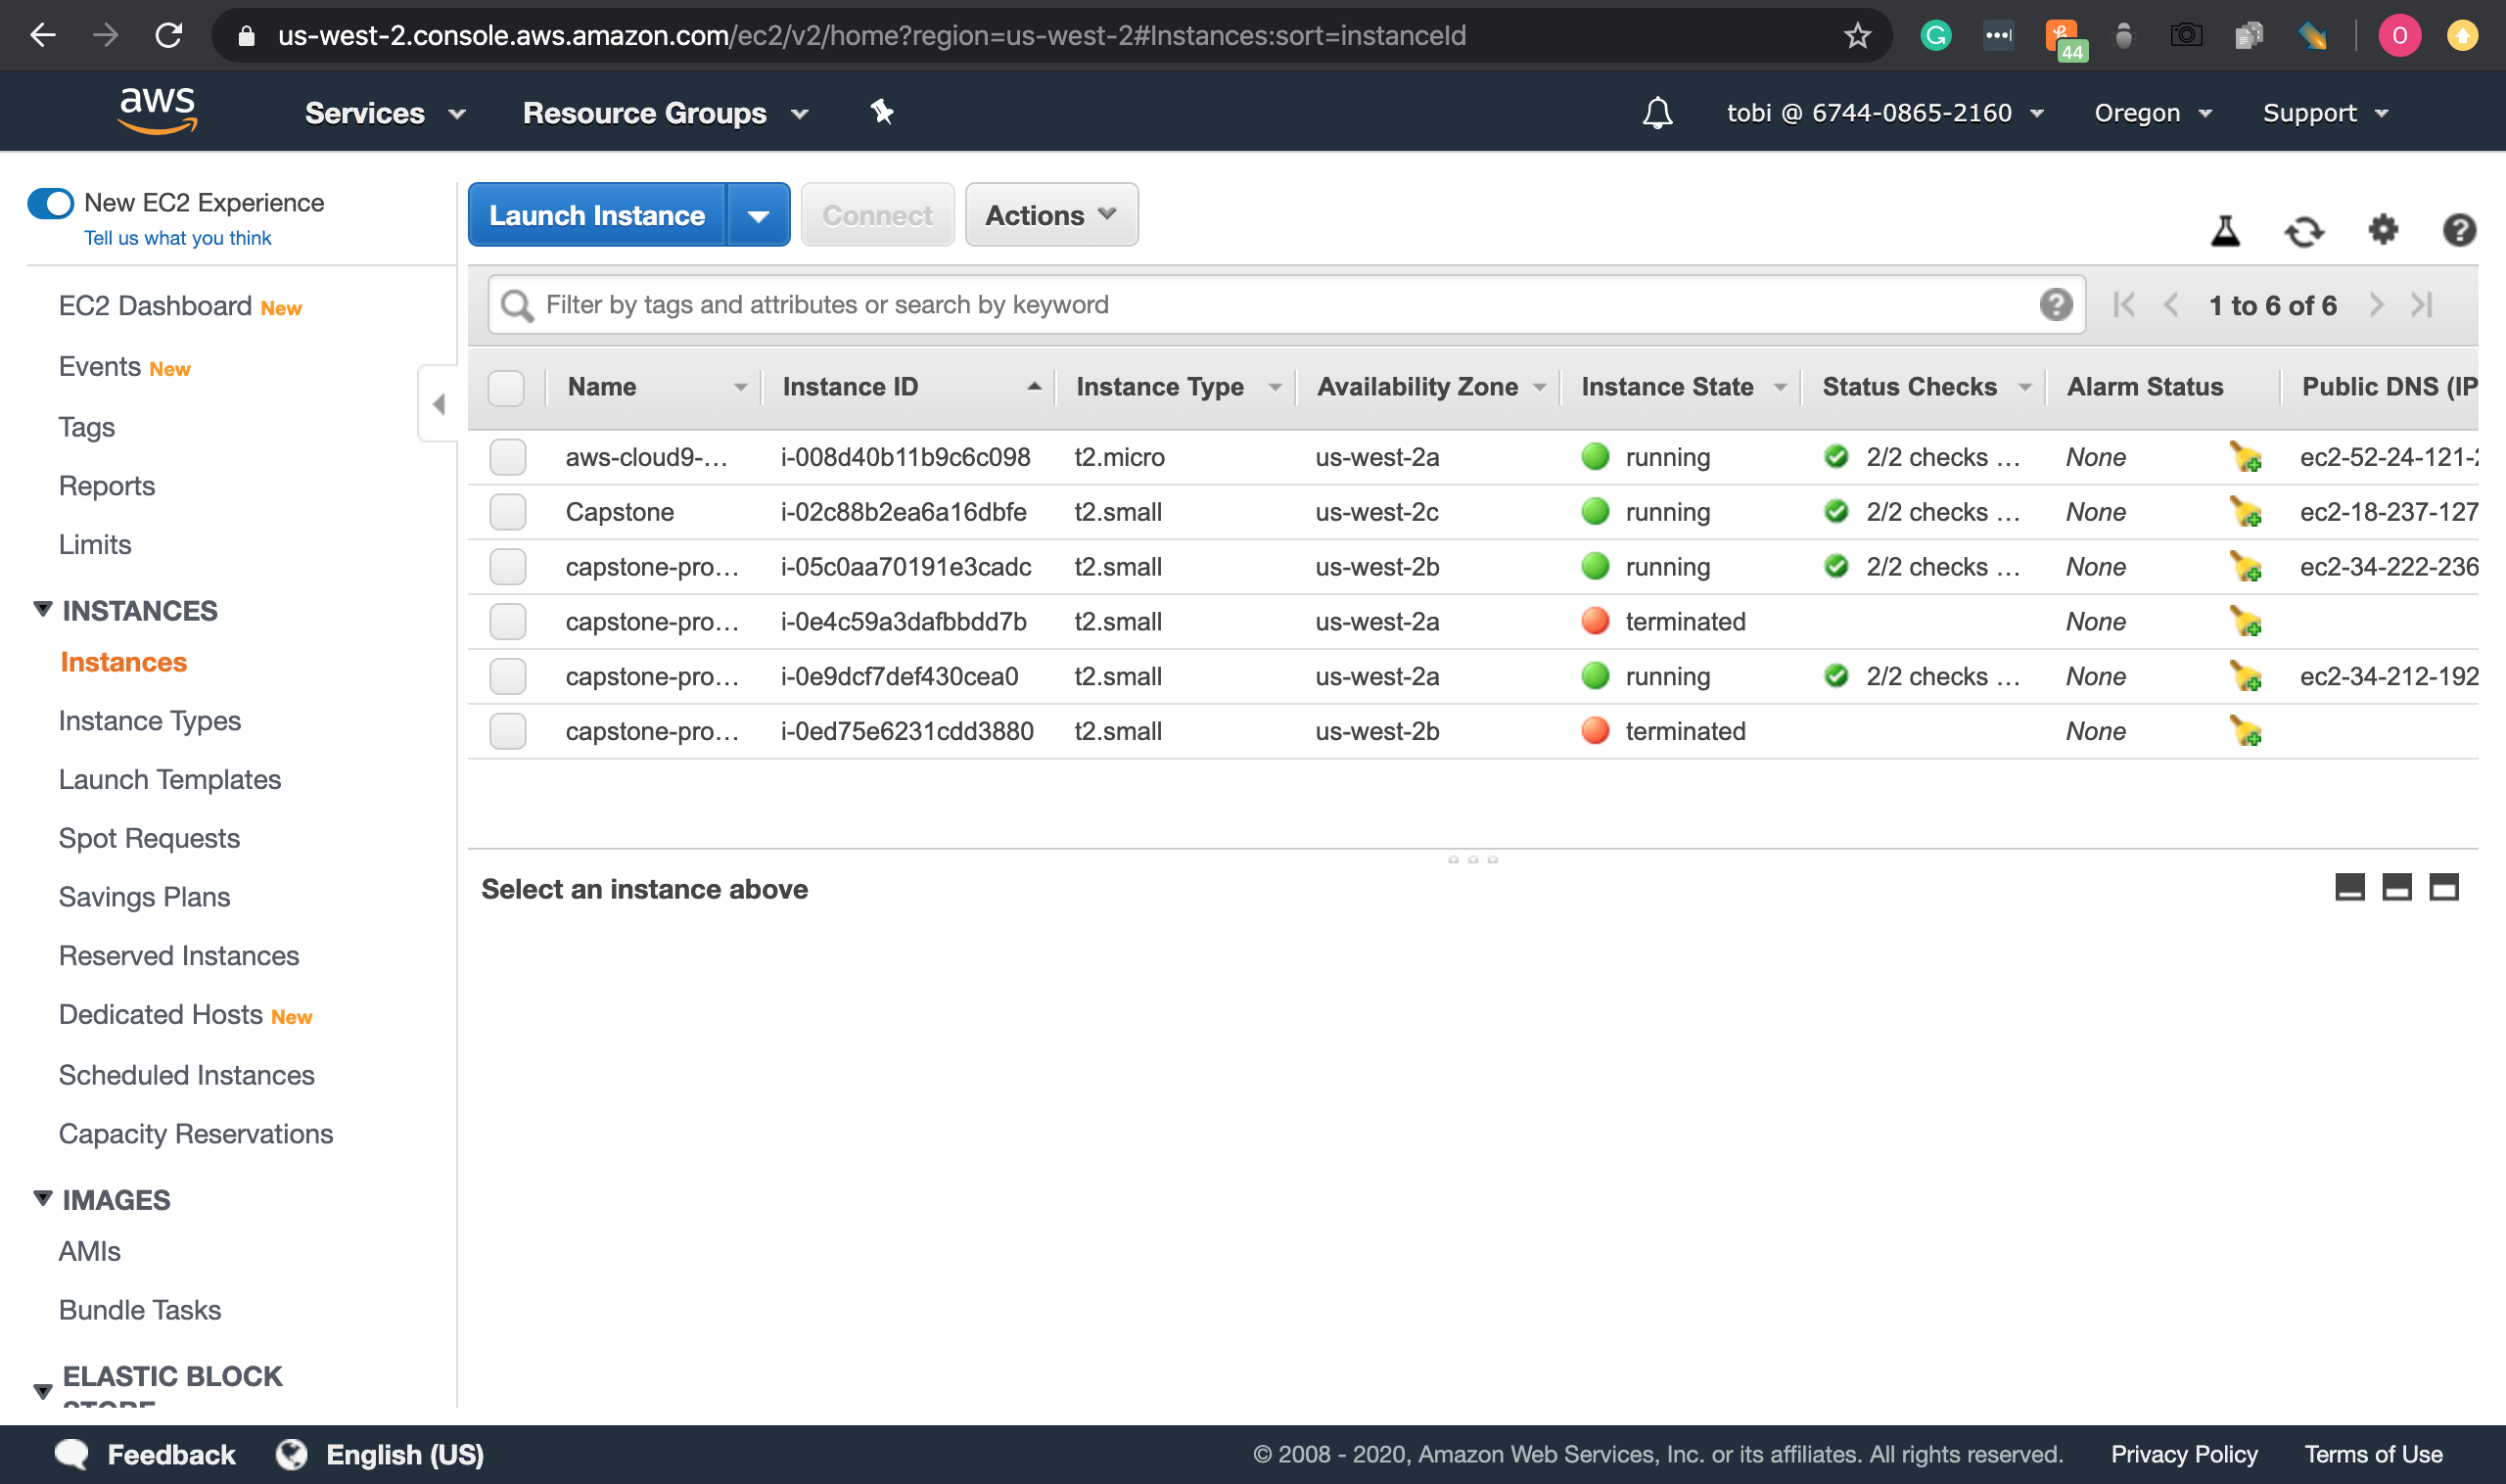 us-west-2.console.aws.amazon.com/ec2/v2/home?region=us-west-2#Instances:sort=instanceId
44
O
aws
Services
Resource Groups
tobi @ 6744-0865-2160
Oregon
Support
New EC2 Experience
Tell us what you think
EC2 Dashboard New
Events New
Tags
Reports
Limits
INSTANCES
Instances
Instance Types
Launch Templates
Spot Requests
Savings Plans
Reserved Instances
Dedicated Hosts New
Scheduled Instances
Capacity Reservations
IMAGES
AMIs
Bundle Tasks
ELASTIC BLOCK
STORE
Launch Instance
Connect
Actions
Filter by tags and attributes or search by keyword
1 to 6 of 6
Name Instance ID Instance Type Availability Zone Instance State Status Checks Alarm Status Public DNS (IP
aws-cloud9-... i-008d40b11b9c6c098 t2.micro us-west-2a running 2/2 checks ... None ec2-52-24-121-2
Capstone i-02c88b2ea6a16dbfe t2.small us-west-2c running 2/2 checks ... None ec2-18-237-127
capstone-pro... i-05c0aa70191e3cadc t2.small us-west-2b running 2/2 checks ... None ec2-34-222-236
capstone-pro... i-0e4c59a3dafbbdd7b t2.small us-west-2a terminated None
capstone-pro... i-0e9dcf7def430cea0 t2.small us-west-2a running 2/2 checks ... None ec2-34-212-192
capstone-pro... i-0ed75e6231cdd3880 t2.small us-west-2b terminated None
Select an instance above
Feedback
English (US)
© 2008 - 2020, Amazon Web Services, Inc. or its affiliates. All rights reserved.
Privacy Policy
Terms of Use